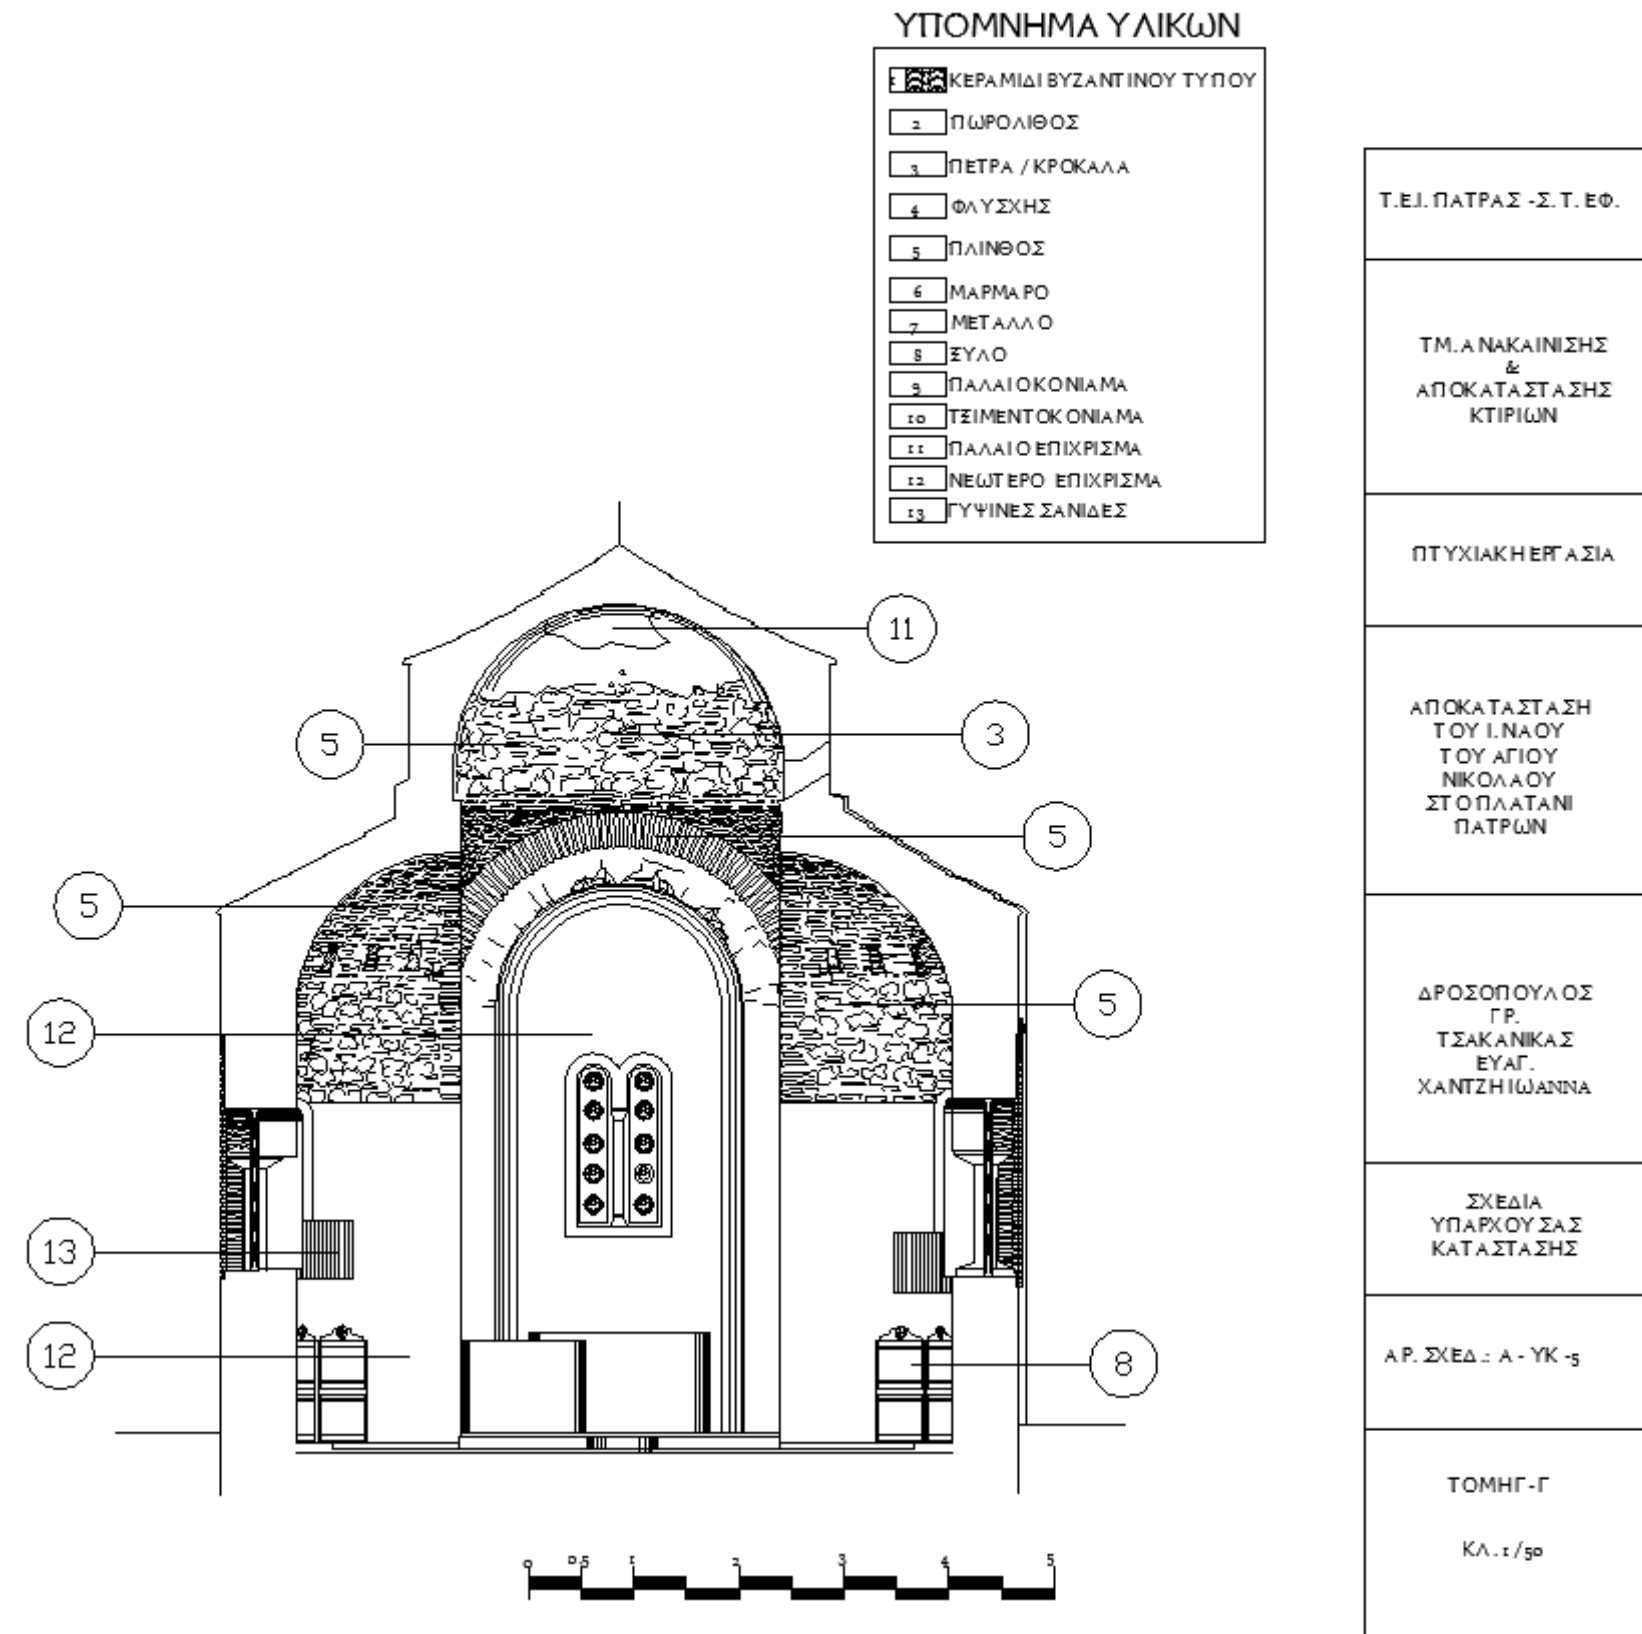 ΥΠΟΜΝΗΜΑ ΥΛΙΚΩΝ
1 ΚΕΡΑΜΙΔΙ ΒΥΖΑΝΤΙΝΟΥ ΤΥΠΟΥ
2 ΠΩΡΟΛΙΘΟΣ
3 ΠΕΤΡΑ / ΚΡΟΚΑΛΑ
4 ΦΛΥΣΧΗΣ
5 ΠΛΙΝΘΟΣ
6 ΜΑΡΜΑΡΟ
7 ΜΕΤΑΛΛΟ
8 ΞΥΛΟ
9 ΠΑΛΑΙΟ ΚΟΝΙΑΜΑ
10 ΤΣΙΜΕΝΤΟΚΟΝΙΑΜΑ
11 ΠΑΛΑΙΟ ΕΠΙΧΡΙΣΜΑ
12 ΝΕΩΤΕΡΟ ΕΠΙΧΡΙΣΜΑ
13 ΓΥΨΙΝΕΣ ΣΑΝΙΔΕΣ
11
5
3
5
5
5
12
13
12
8
0 0.5 1 2 3 4 5
Τ.Ε.Ι. ΠΑΤΡΑΣ - Σ.Τ.ΕΦ.
ΤΜ. ΑΝΑΚΑΙΝΙΣΗΣ
&
ΑΠΟΚΑΤΑΣΤΑΣΗΣ
ΚΤΙΡΙΩΝ
ΠΤΥΧΙΑΚΗ ΕΡΓΑΣΙΑ
ΑΠΟΚΑΤΑΣΤΑΣΗ
ΤΟΥ Ι. ΝΑΟΥ
ΤΟΥ ΑΓΙΟΥ
ΝΙΚΟΛΑΟΥ
ΣΤΟ ΠΛΑΤΑΝΙ
ΠΑΤΡΩΝ
ΔΡΟΣΟΠΟΥΛΟΣ
ΓΡ.
ΤΣΑΚΑΝΙΚΑΣ
ΕΥΑΓ.
ΧΑΝΤΖΗ ΙΩΑΝΝΑ
ΣΧΕΔΙΑ
ΥΠΑΡΧΟΥΣΑΣ
ΚΑΤΑΣΤΑΣΗΣ
ΑΡ. ΣΧΕΔ.: Α - ΥΚ -5
ΤΟΜΗ Γ-Γ
ΚΛ. 1/50